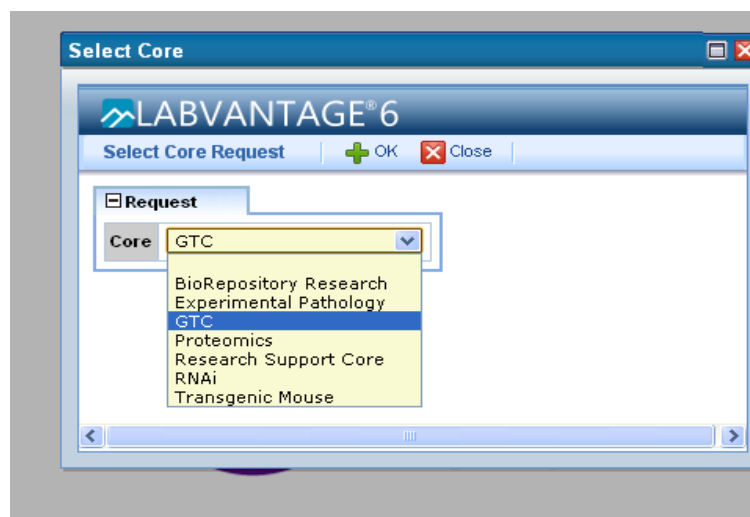 Select Core
LABVANTAGE®6
Select Core Request
OK
Close
Request
Core GTC
BioRepository Research
Experimental Pathology
GTC
Proteomics
Research Support Core
RNAi
Transgenic Mouse